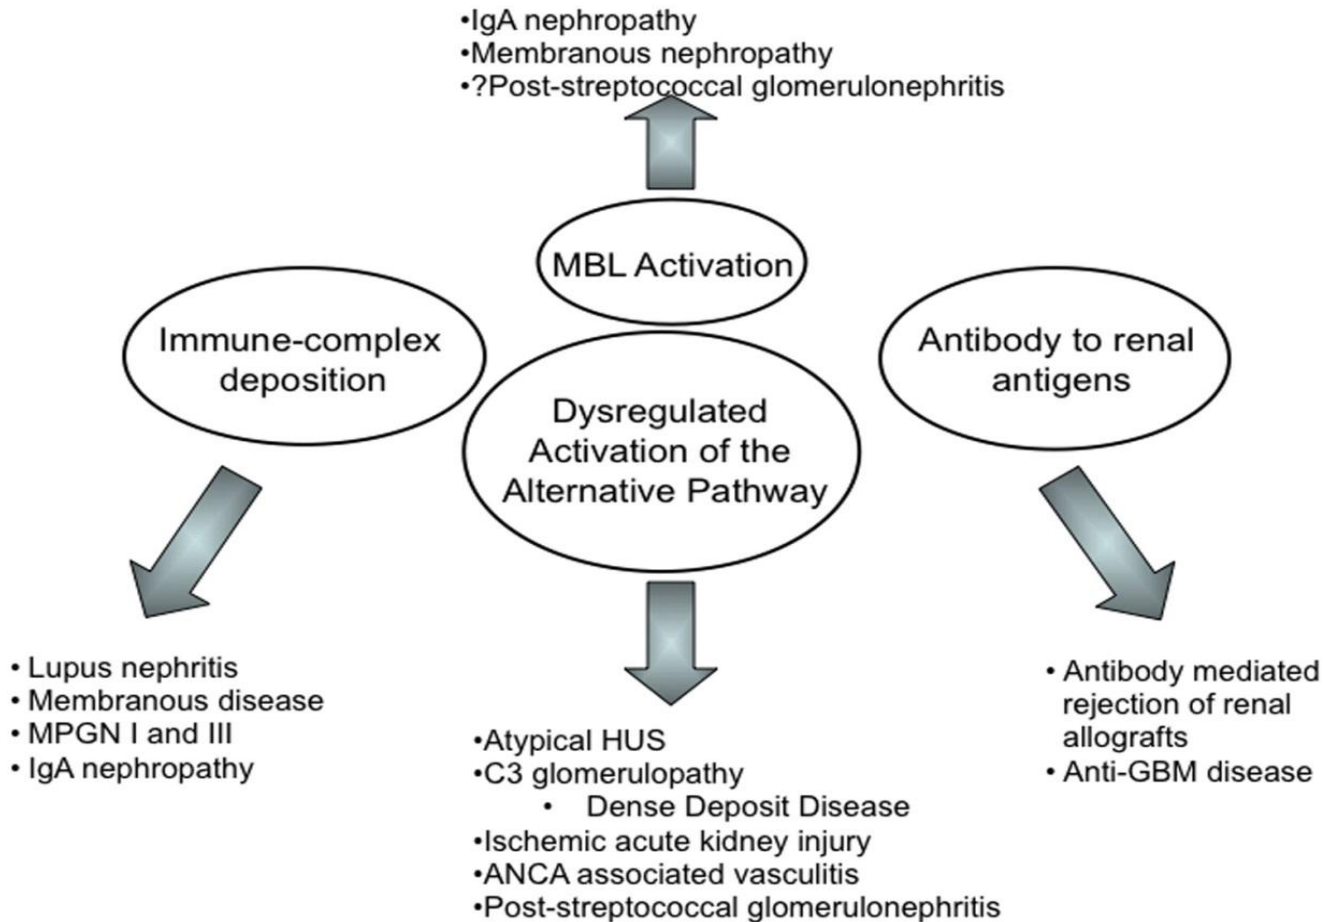 •IgA nephropathy
•Membranous nephropathy
•?Post-streptococcal glomerulonephritis
MBL Activation
Immune-complex
deposition
Dysregulated
Activation of the
Alternative Pathway
Antibody to renal
antigens
• Lupus nephritis
• Membranous disease
• MPGN I and III
• IgA nephropathy
•Atypical HUS
•C3 glomerulopathy
• Dense Deposit Disease
•Ischemic acute kidney injury
•ANCA associated vasculitis
•Post-streptococcal glomerulonephritis
• Antibody mediated
rejection of renal
allografts
• Anti-GBM disease